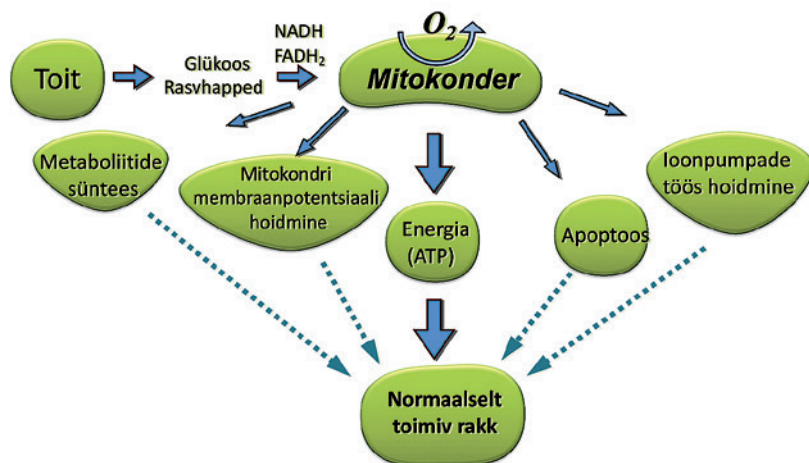 Toit
Glükoos
Rasvhapped
NADH
FADH₂
O₂
Mitokonder
Metaboliitide
süntees
Mitokondri
membraanpotentsiaali
hoidmine
Energia
(ATP)
Apoptoos
Ioonpumpade
töös hoidmine
Normaalselt
toimiv rakk